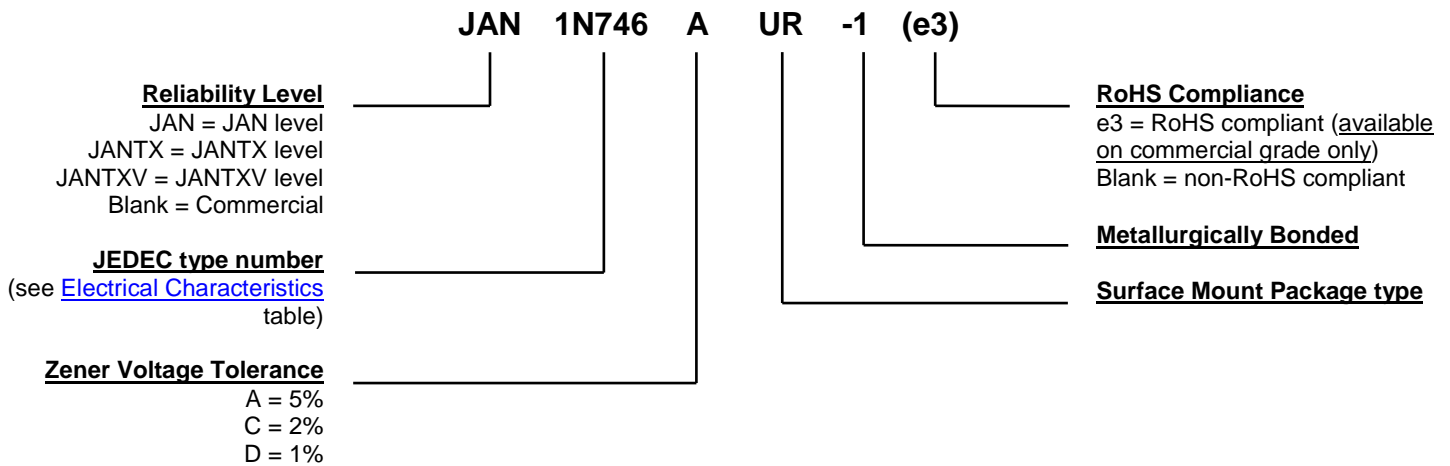 JAN 1N746 A UR -1 (e3)
Reliability Level
JAN = JAN level
JANTX = JANTX level
JANTXV = JANTXV level
Blank = Commercial
JEDEC type number
(see Electrical Characteristics
table)
Zener Voltage Tolerance
A = 5%
C = 2%
D = 1%
RoHS Compliance
e3 = RoHS compliant (available
on commercial grade only)
Blank = non-RoHS compliant
Metallurgically Bonded
Surface Mount Package type